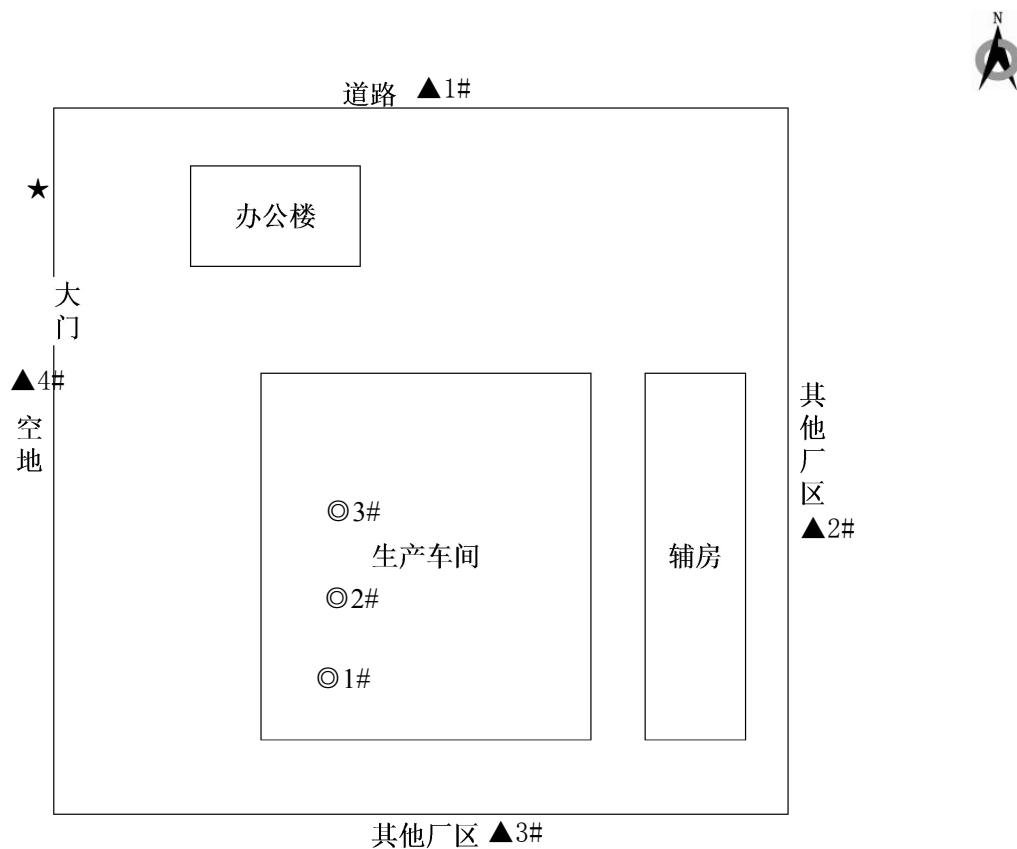 N
道路 ▲1#
★
办公楼
大门
▲4#
空地
其他厂区
▲2#
◎3#
生产车间
辅房
◎2#
◎1#
其他厂区 ▲3#